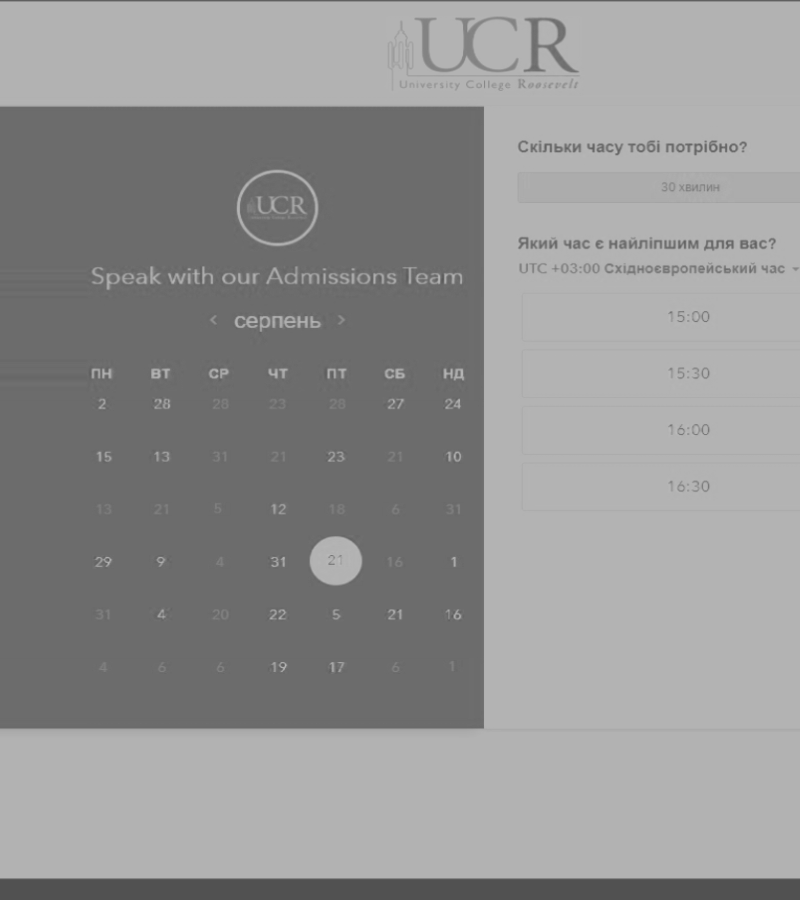 UCR
University College Roosevelt
UCR
Speak with our Admissions Team
< серпень >
ПН ВТ СР ЧТ ПТ СБ НД
2 28 28 23 28 27 24
15 13 31 21 23 21 10
13 21 5 12 18 6 31
29 9 4 31 21 16 1
31 4 20 22 5 21 16
4 6 6 19 17 6 1
Скільки часу тобі потрібно?
30 хвилин
Який час є найліпшим для вас?
UTC +03:00 Східноєвропейський час
15:00
15:30
16:00
16:30